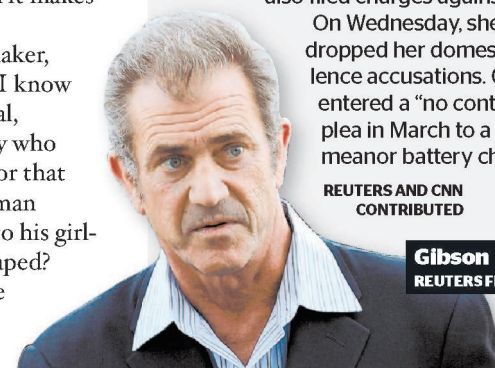 it makes
aker,
I know
al,
y who
or that
man
o his girl-
aped?
e
also filed charges against
On Wednesday, she
dropped her domes
lence accusations.
entered a “no cont
plea in March to a
meanor battery ch
REUTERS AND CNN
CONTRIBUTED
Gibson
REUTERS F